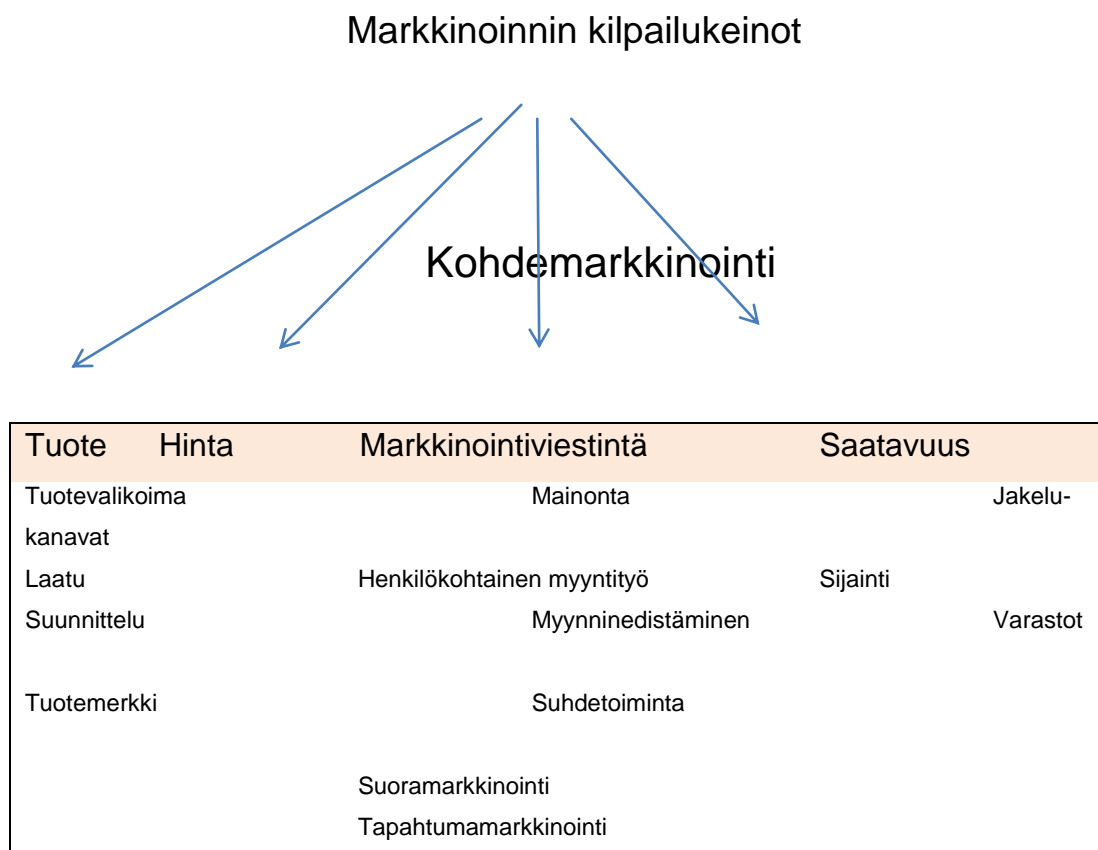 Markkinoinnin kilpailukeinot
Kohdemarkkinointi
Tuote Hinta Markkinointiviestintä Saatavuus
Tuotevalikoima Mainonta Jakelu-
kanavat
Laatu Henkilökohtainen myyntityö Sijainti
Suunnittelu Myynninedistäminen Varastot
Tuotemerkki Suhdetoiminta
Suoramarkkinointi
Tapahtumamarkkinointi